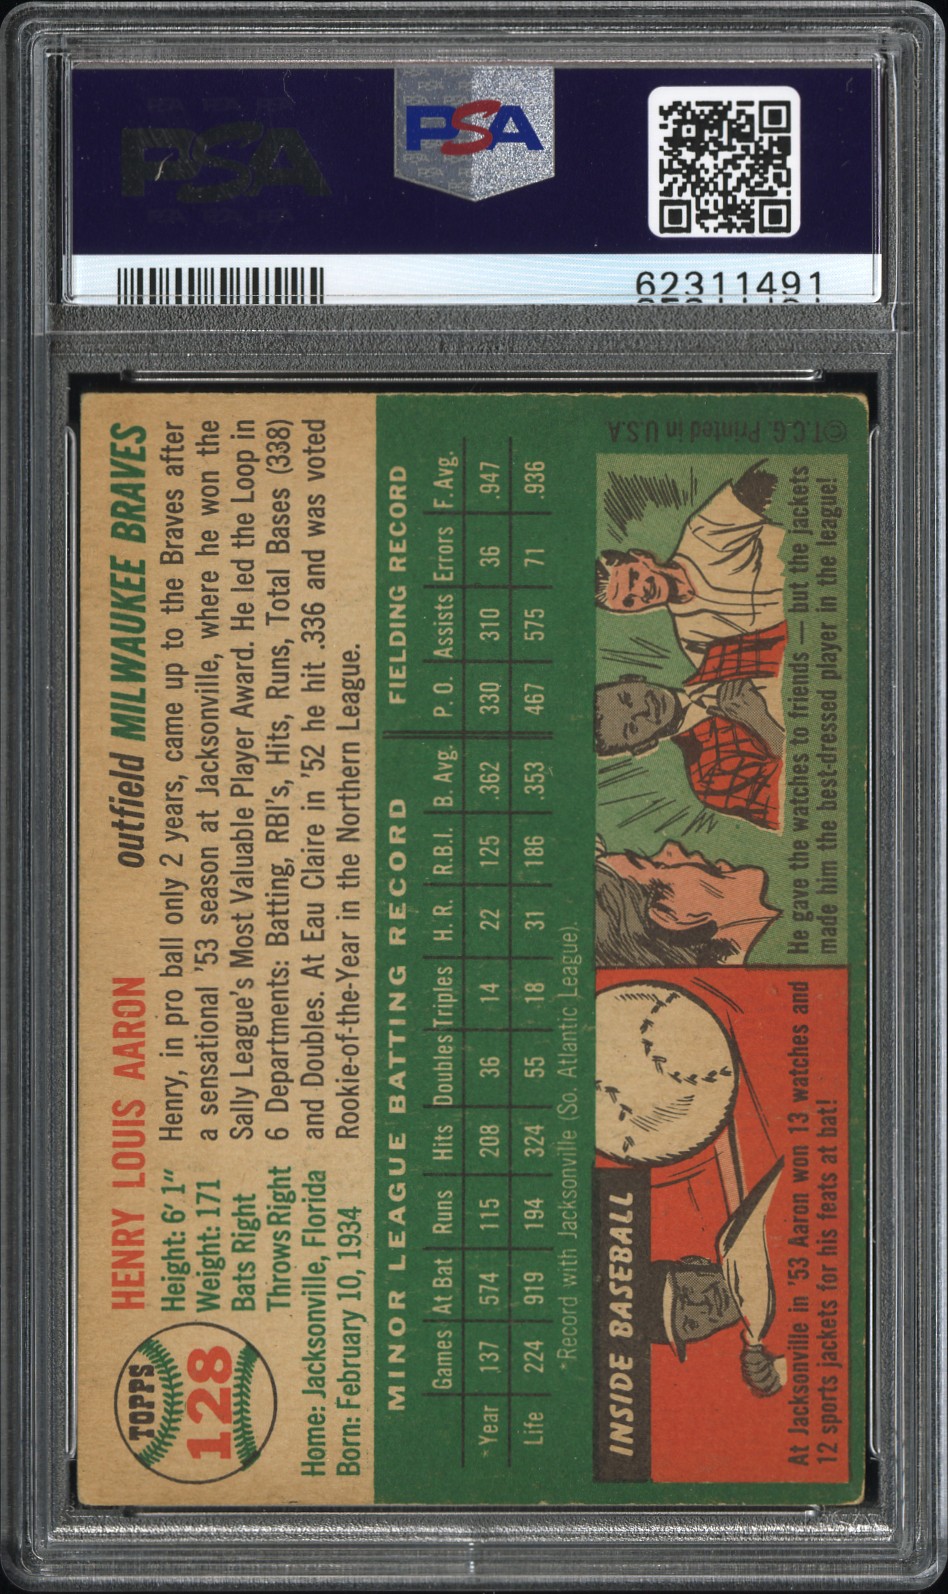 PSA
PSA
62311491
TOPPS
128
HENRY LOUIS AARON
outfield MILWAUKEE BRAVES
Height: 6'1"
Weight: 171
Bats Right
Throws Right
Home: Jacksonville, Florida
Born: February 10, 1934
Henry, in pro ball only 2 years, came up to the Braves after
a sensational '53 season at Jacksonville, where he won the
Sally League's Most Valuable Player Award. He led the Loop in
6 Departments: Batting, RBI's, Hits, Runs, Total Bases (338)
and Doubles. At Eau Claire in '52 he hit .336 and was voted
Rookie-of-the-Year in the Northern League.
MINOR LEAGUE BATTING RECORD FIELDING RECORD
Games At Bat Runs Hits Doubles Triples H. R. R.B.I. B. Avg. P. O. Assists Errors F. Avg.
*Year 137 574 115 208 36 14 22 125 .362 330 310 36 .947
Life 224 919 194 324 55 18 31 186 .353 467 575 71 .936
*Record with Jacksonville (So. Atlantic League).
INSIDE BASEBALL
At Jacksonville in '53 Aaron won 13 watches and
12 sports jackets for his feats at bat!
He gave the watches to friends — but the jackets
made him the best-dressed player in the league!
©T.C.G. Printed in U.S.A